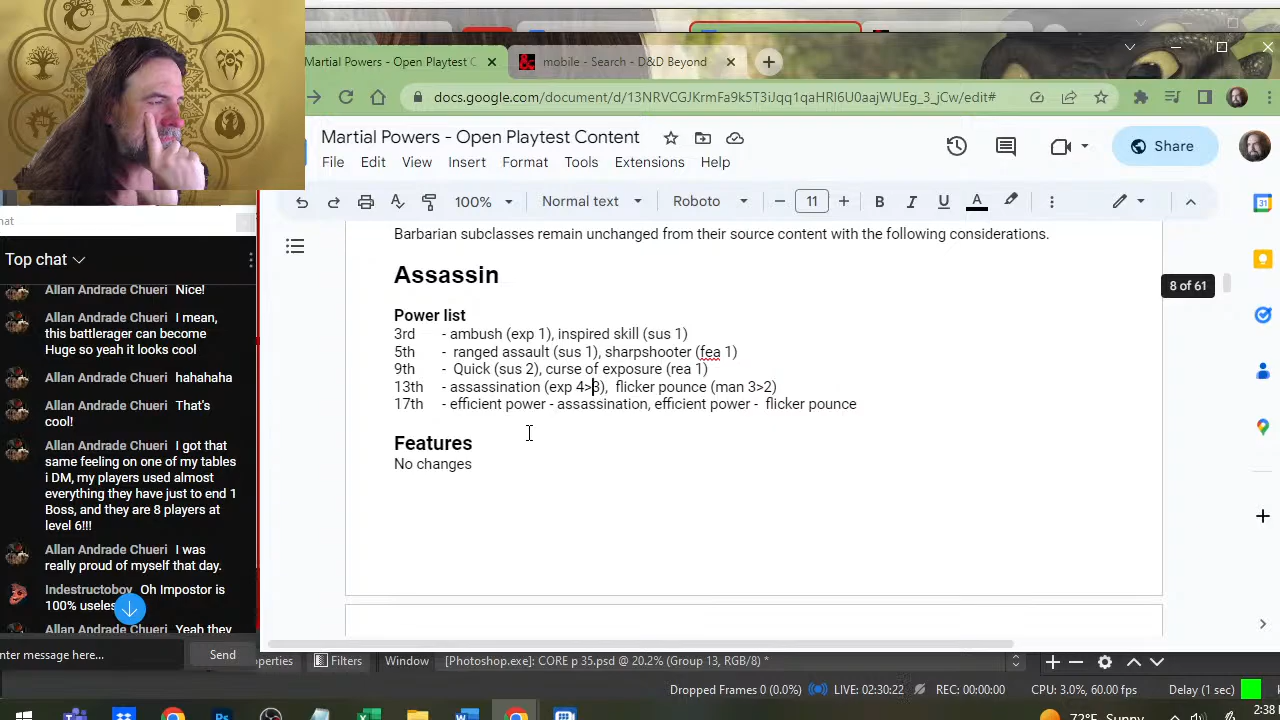 Martial Powers - Open Playtest C
mobile - Search - D&D Beyond
docs.google.com/document/d/13NRVCGJKrmFa9k5T3iJqq1qaHRl6U0aajWUEg_3_jCw/edit#
Martial Powers - Open Playtest Content
File Edit View Insert Format Tools Extensions Help
Share
100% Normal text Roboto 11 B I U A
Barbarian subclasses remain unchanged from their source content with the following considerations.
Assassin
8 of 61
Power list
3rd - ambush (exp 1), inspired skill (sus 1)
5th - ranged assault (sus 1), sharpshooter (fea 1)
9th - Quick (sus 2), curse of exposure (rea 1)
13th - assassination (exp 4>3), flicker pounce (man 3>2)
17th - efficient power - assassination, efficient power - flicker pounce
Features
No changes
hat
Top chat
Allan Andrade Chueri Nice!
Allan Andrade Chueri I mean,
this battlerager can become
Huge so yeah it looks cool
Allan Andrade Chueri hahahaha
Allan Andrade Chueri That's
cool!
Allan Andrade Chueri I got that
same feeling on one of my tables
i DM, my players used almost
everything they have just to end 1
Boss, and they are 8 players at
level 6!!!
Allan Andrade Chueri I was
really proud of myself that day.
Indestructoboy Oh Impostor is
100% useles
Allan Andrade Chueri Yeah they
nter message here... Send
operties Filters Window [Photoshop.exe]: CORE p 35.psd @ 20.2% (Group 13, RGB/8) *
Dropped Frames 0 (0.0%) LIVE: 02:30:22 REC: 00:00:00 CPU: 3.0%, 60.00 fps Delay (1 sec)
72°F Sunny 2:38